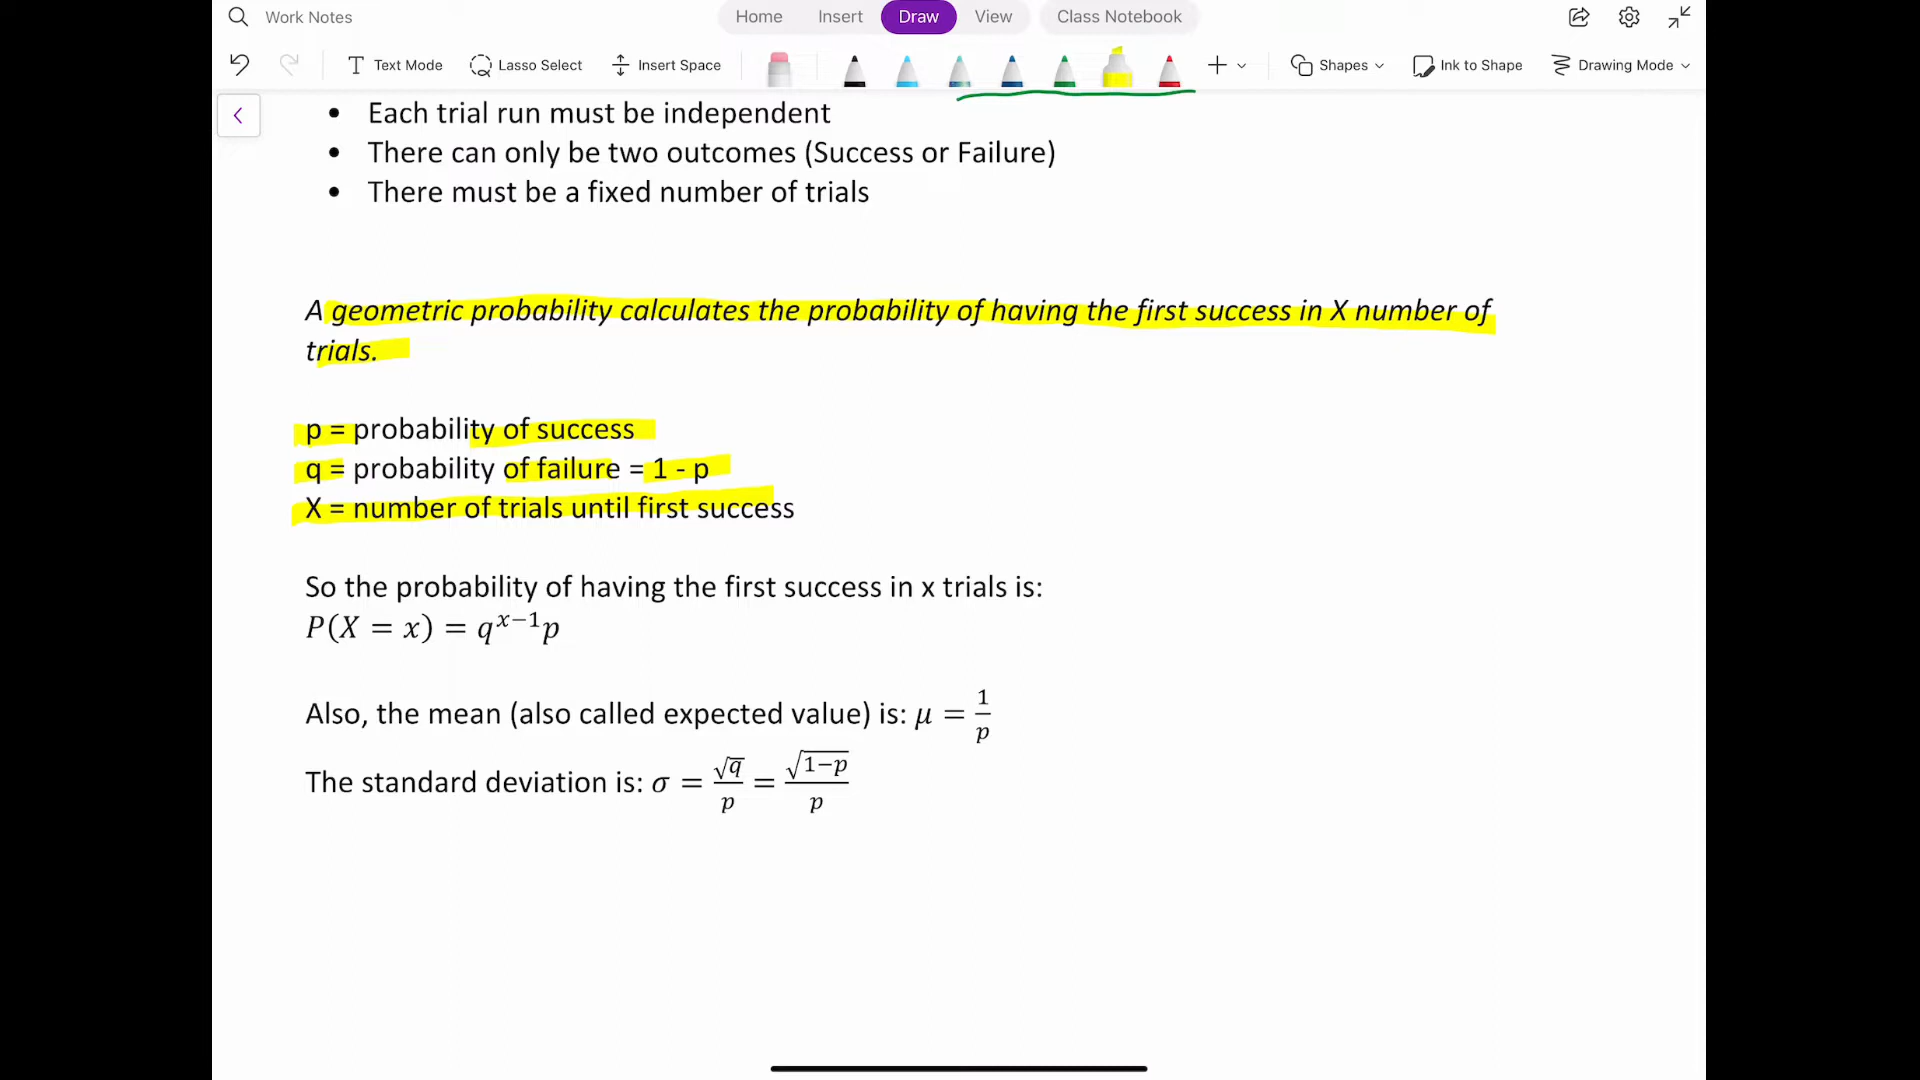 Work Notes
Home Insert Draw View Class Notebook
Text Mode Lasso Select Insert Space Shapes Ink to Shape Drawing Mode
• Each trial run must be independent
• There can only be two outcomes (Success or Failure)
• There must be a fixed number of trials
A geometric probability calculates the probability of having the first success in X number of
trials.
p = probability of success
q = probability of failure = 1 - p
X = number of trials until first success
So the probability of having the first success in x trials is:
P(X = x) = q^{x−1}p
Also, the mean (also called expected value) is: μ = 1/p
The standard deviation is: σ = √q/p = √(1−p)/p